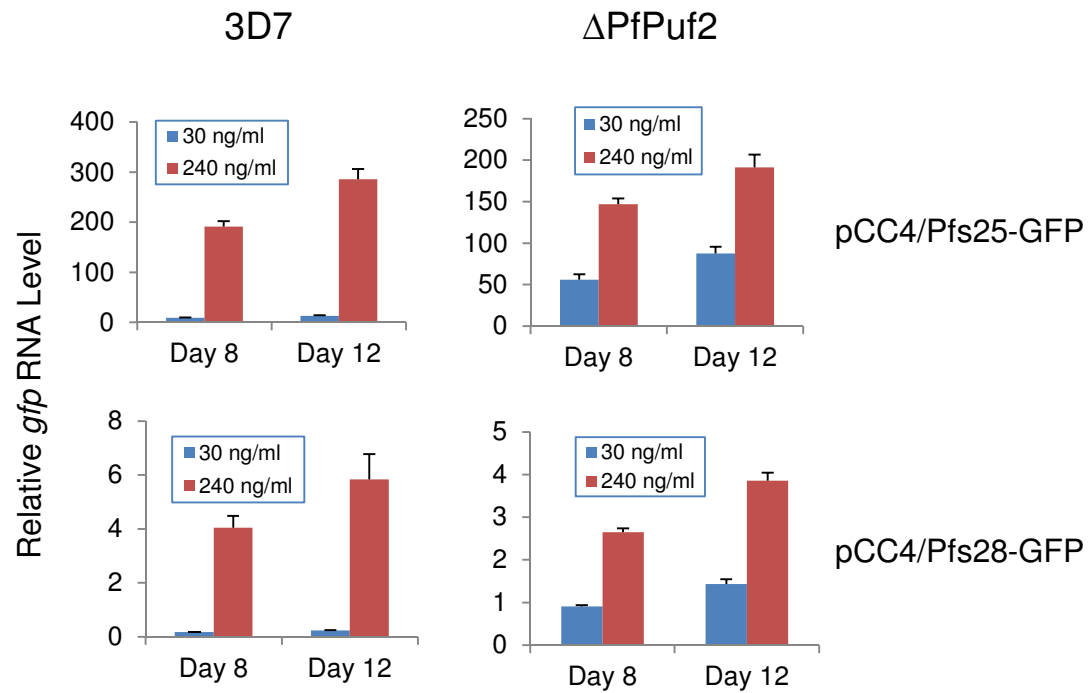 3D7
ΔPfPuf2
Relative gfp RNA Level
400
300
200
100
0
30 ng/ml
240 ng/ml
Day 8
Day 12
250
200
150
100
50
0
30 ng/ml
240 ng/ml
Day 8
Day 12
pCC4/Pfs25-GFP
8
6
4
2
0
30 ng/ml
240 ng/ml
Day 8
Day 12
5
4
3
2
1
0
30 ng/ml
240 ng/ml
Day 8
Day 12
pCC4/Pfs28-GFP